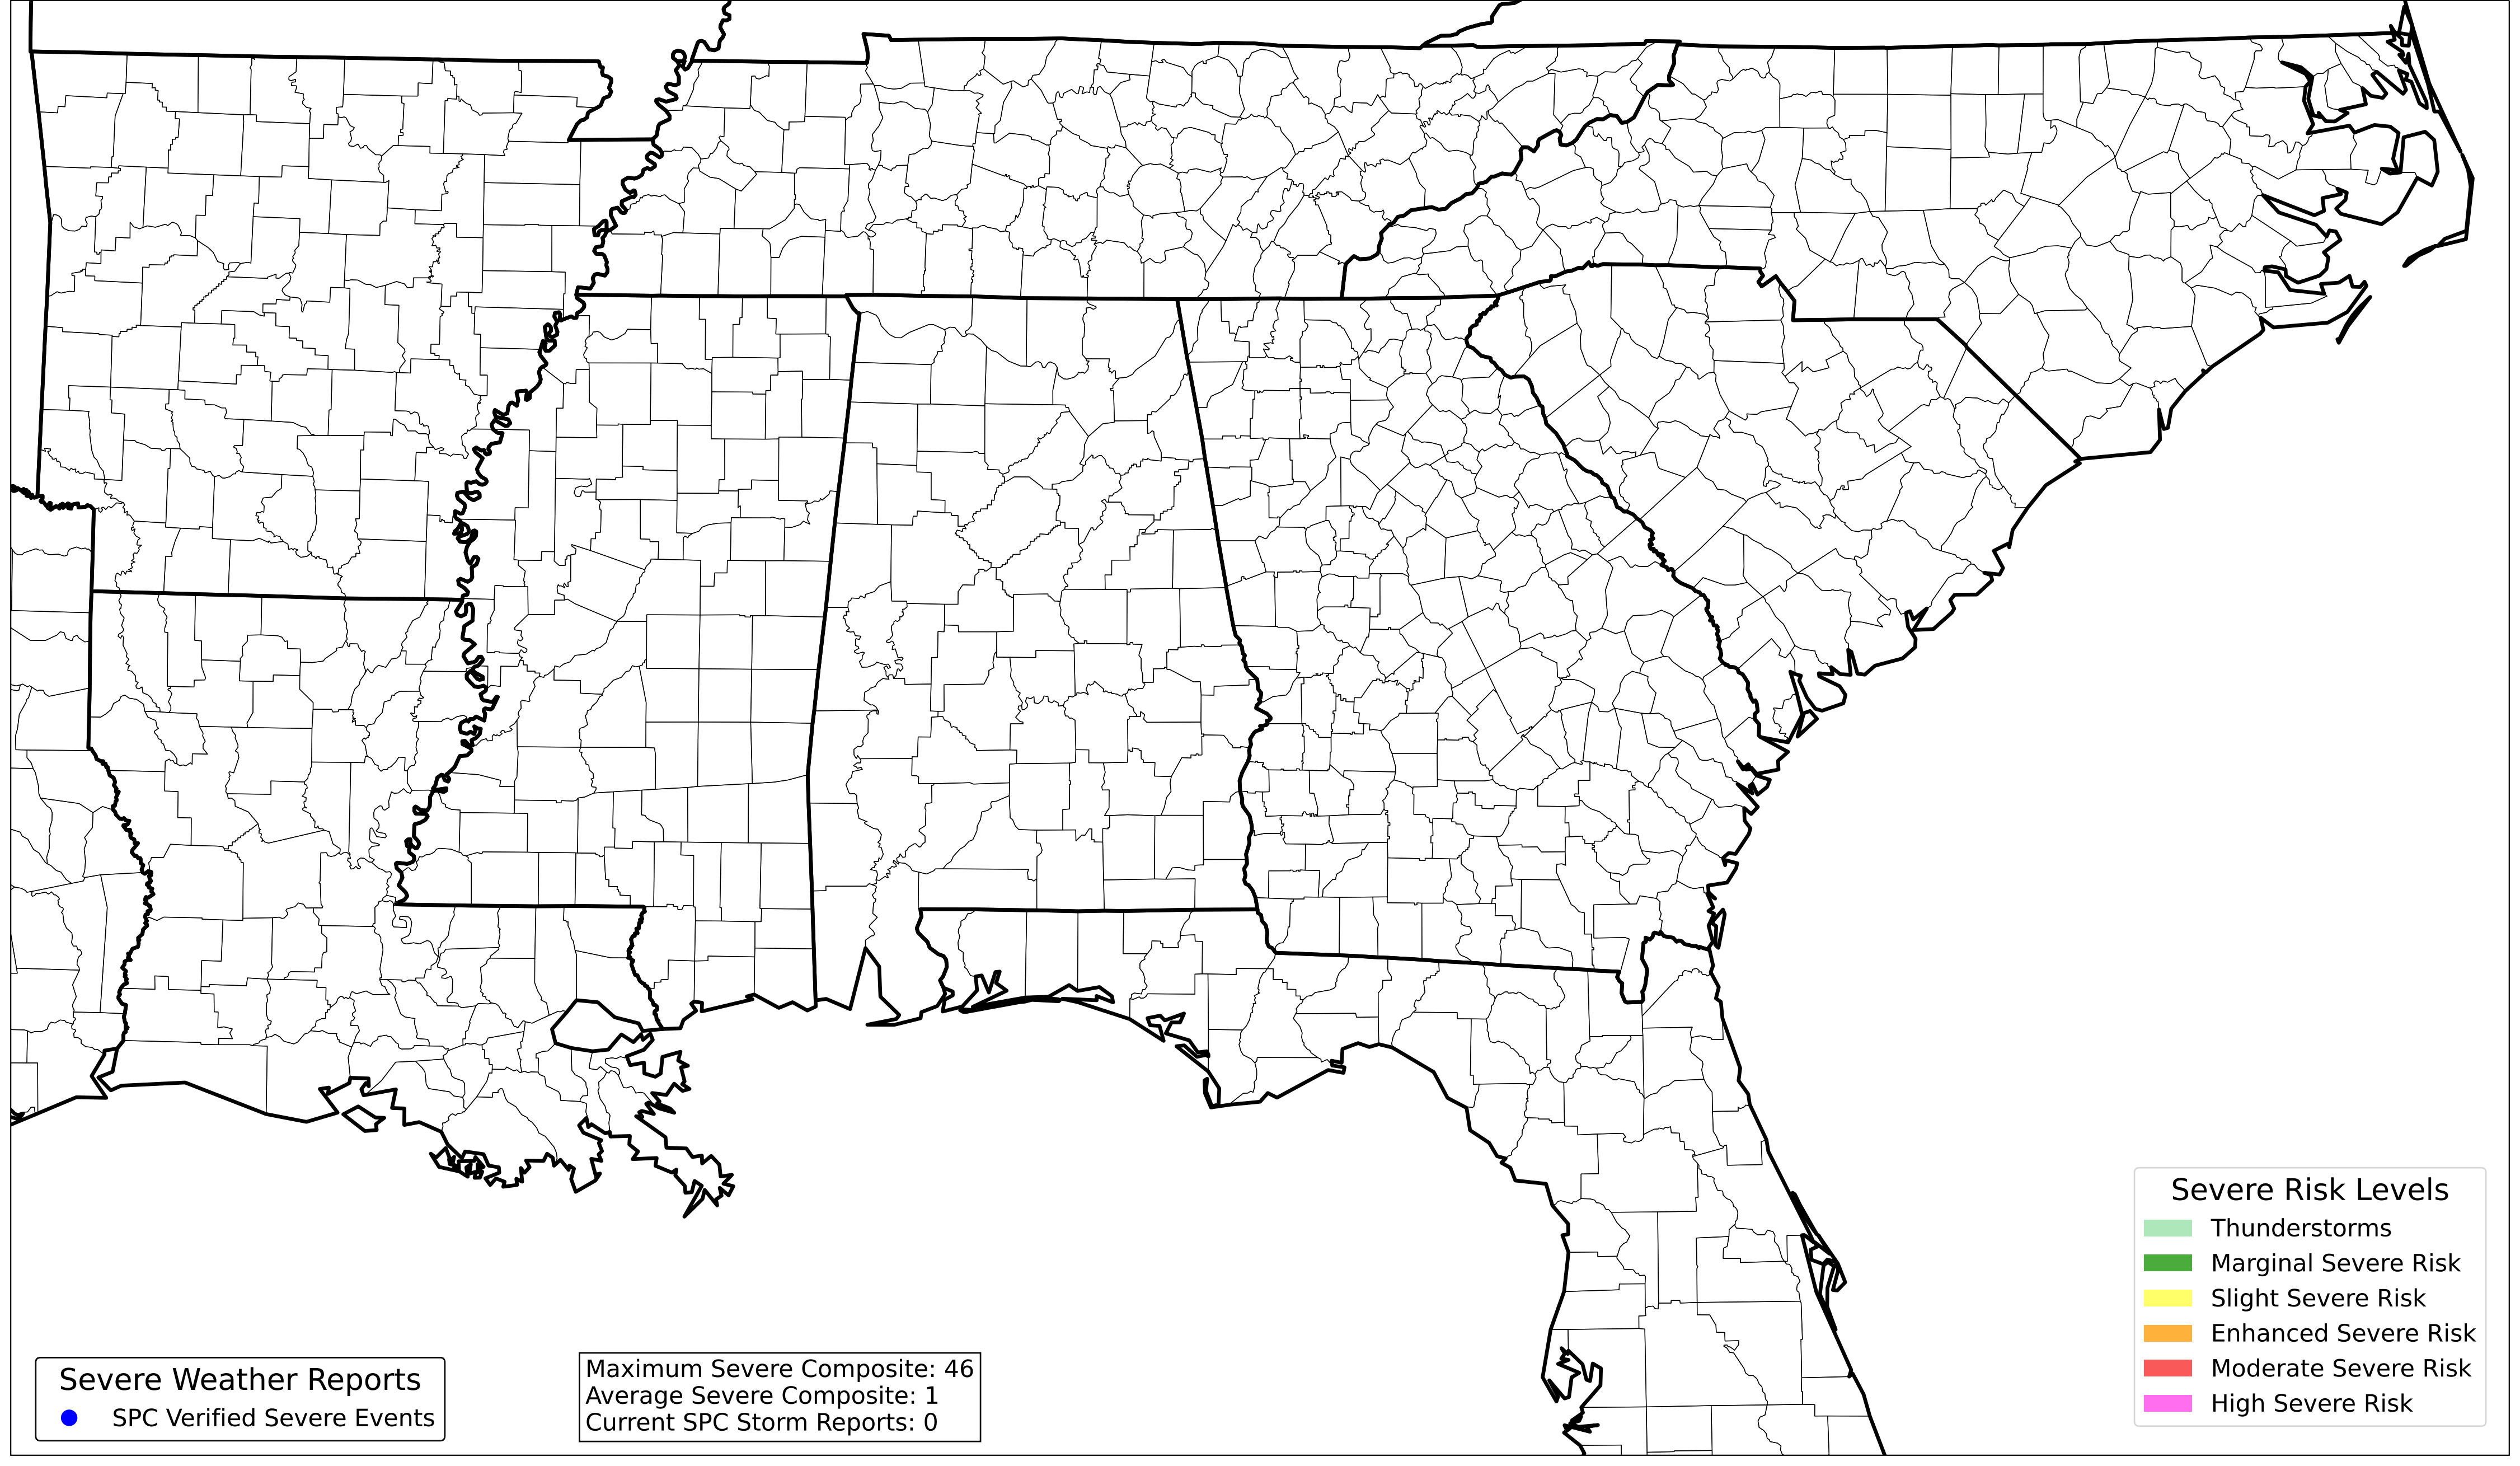 Severe Risk Levels
Thunderstorms
Marginal Severe Risk
Slight Severe Risk
Enhanced Severe Risk
Moderate Severe Risk
High Severe Risk
Severe Weather Reports
SPC Verified Severe Events
Maximum Severe Composite: 46
Average Severe Composite: 1
Current SPC Storm Reports: 0